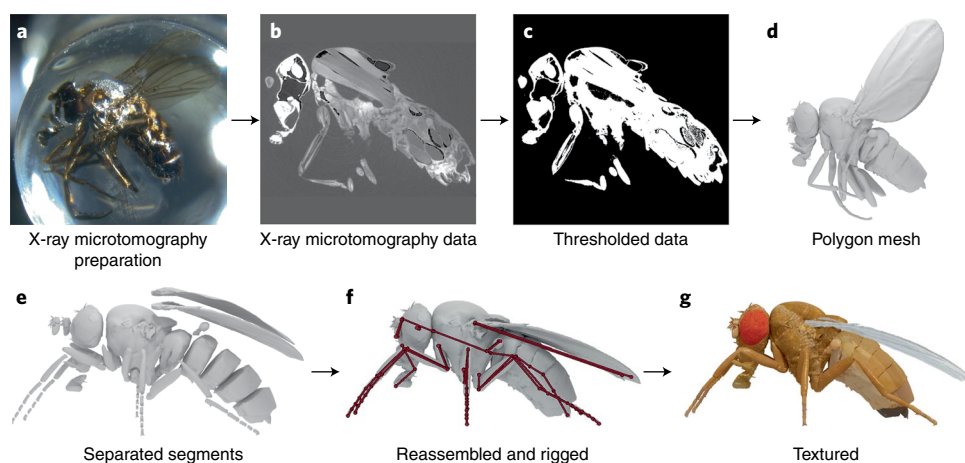 a
b
c
d
X-ray microtomography
preparation
X-ray microtomography data
Thresholded data
Polygon mesh
e
f
g
Separated segments
Reassembled and rigged
Textured